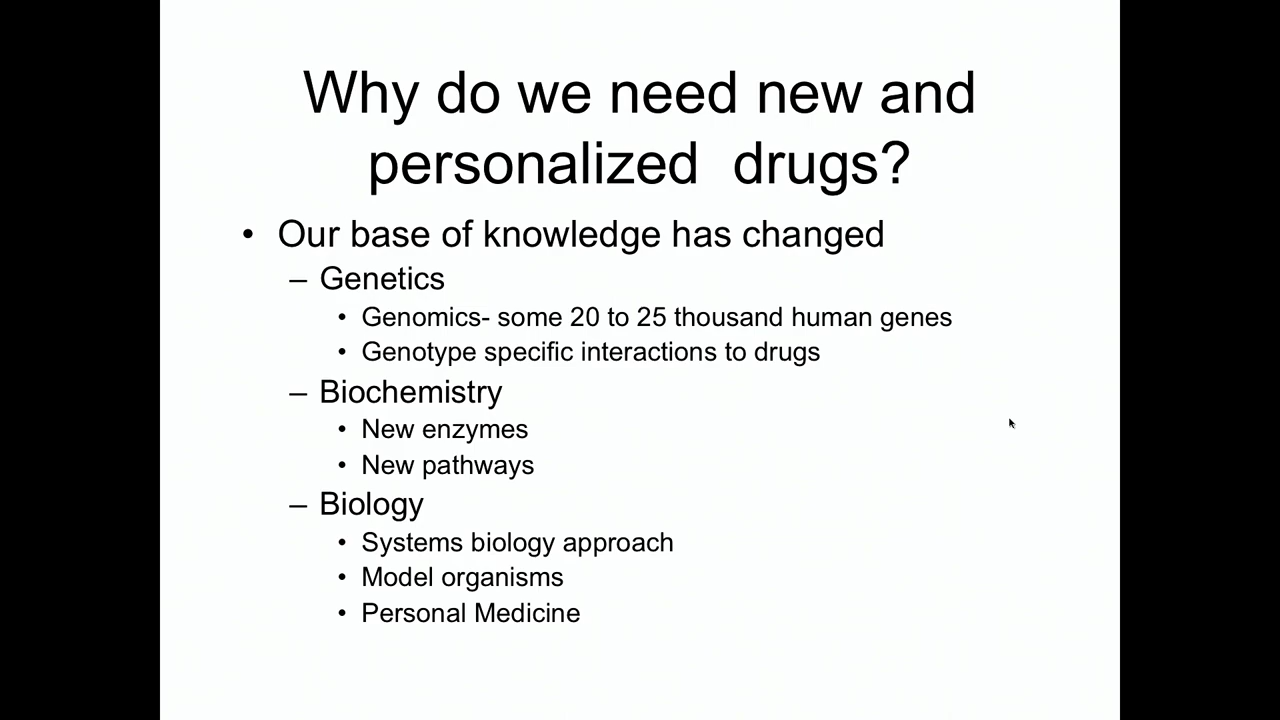 Why do we need new and
personalized  drugs?
• Our base of knowledge has changed
– Genetics
• Genomics- some 20 to 25 thousand human genes
• Genotype specific interactions to drugs
– Biochemistry
• New enzymes
• New pathways
– Biology
• Systems biology approach
• Model organisms
• Personal Medicine